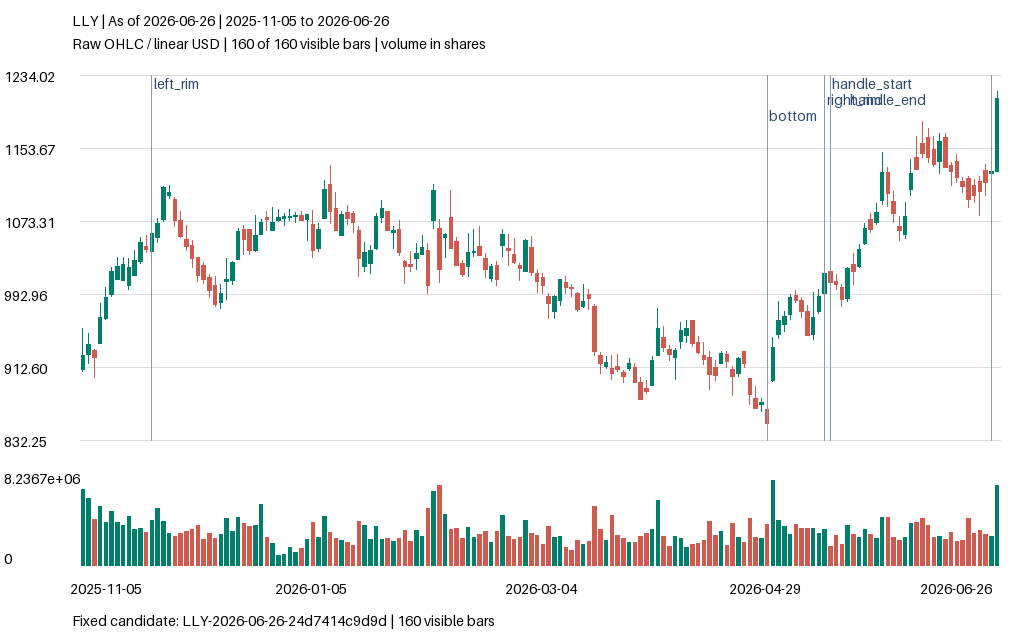 LLY | As of 2026-06-26 | 2025-11-05 to 2026-06-26
Raw OHLC / linear USD | 160 of 160 visible bars | volume in shares
1234.02
left_rim
handle_start
right_rim
handle_end
bottom
1153.67
1073.31
992.96
912.60
832.25
8.2367e+06
0
2025-11-05
2026-01-05
2026-03-04
2026-04-29
2026-06-26
Fixed candidate: LLY-2026-06-26-24d7414c9d9d | 160 visible bars